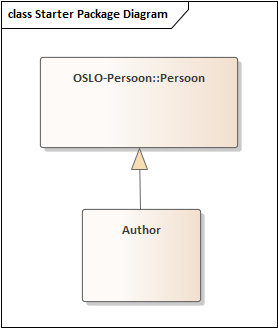 class Starter Package Diagram
OSLO-Persoon::Persoon
Author